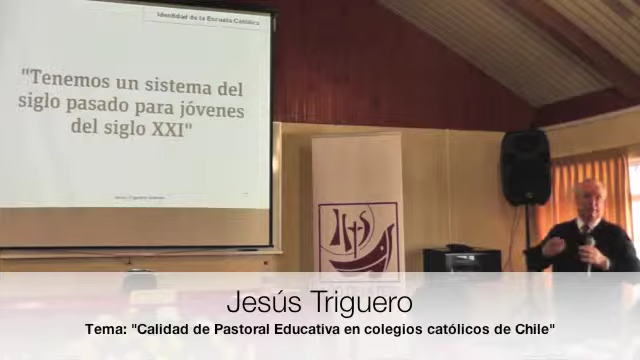 Identidad de la Escuela Católica
"Tenemos un sistema del
siglo pasado para jóvenes
del siglo XXI"
Jesús Triguero
Tema: "Calidad de Pastoral Educativa en colegios católicos de Chile"